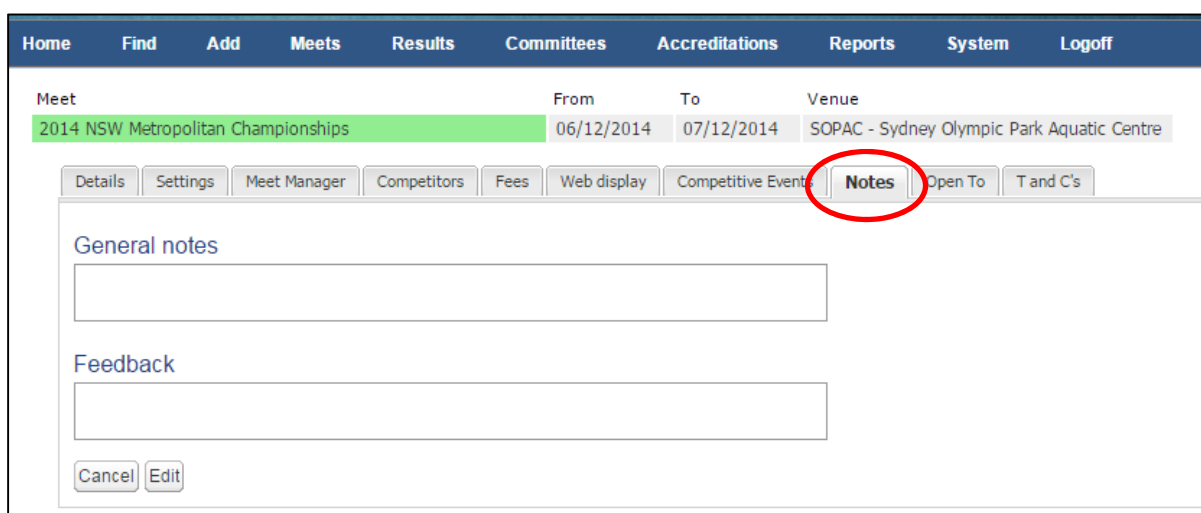 Home Find Add Meets Results Committees Accreditations Reports System Logoff
Meet From To Venue
2014 NSW Metropolitan Championships 06/12/2014 07/12/2014 SOPAC - Sydney Olympic Park Aquatic Centre
Details Settings Meet Manager Competitors Fees Web display Competitive Events Notes Open To T and C's
General notes
Feedback
Cancel Edit